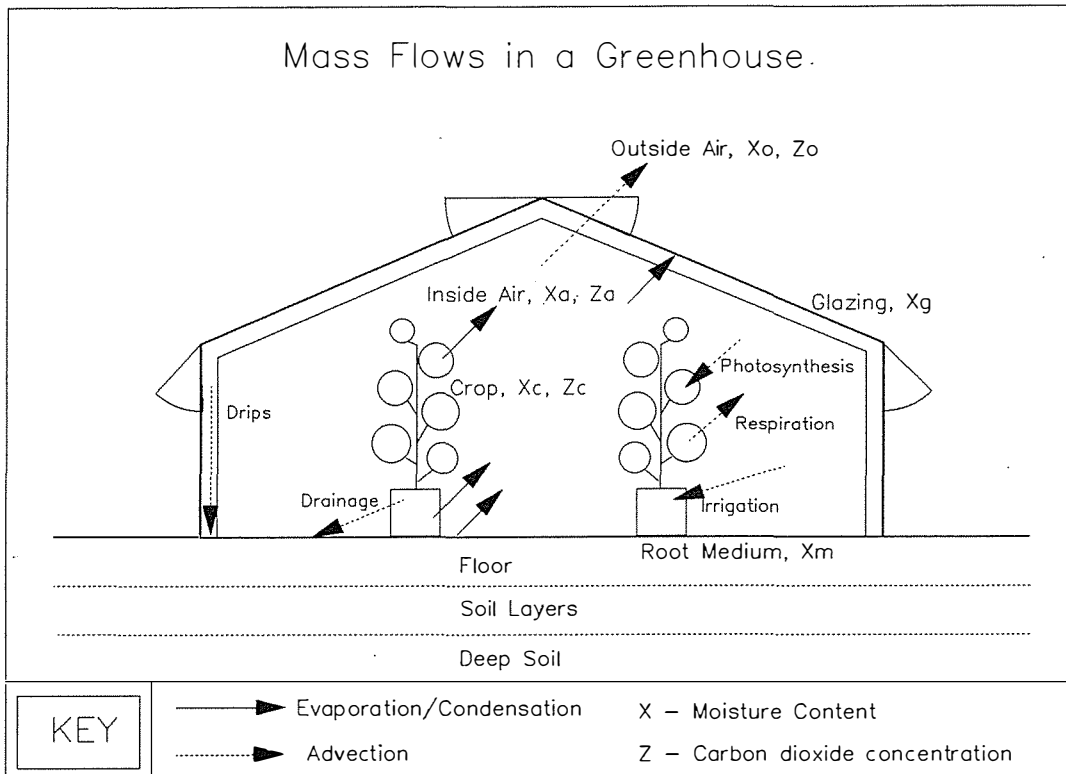 Mass Flows in a Greenhouse.
Outside Air, Xo, Zo
Inside Air, Xa, Za
Glazing, Xg
Photosynthesis
Crop, Xc, Zc
Drips
Respiration
Drainage
Irrigation
Root Medium, Xm
Floor
Soil Layers
Deep Soil
KEY
Evaporation/Condensation
X - Moisture Content
Advection
Z - Carbon dioxide concentration